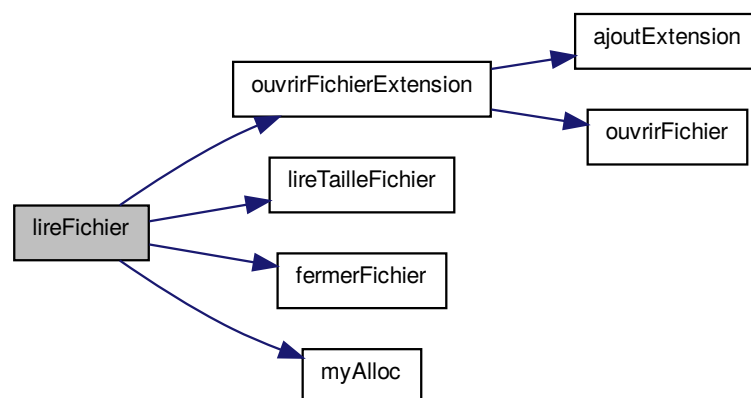 ajoutExtension
ouvrirFichierExtension
ouvrirFichier
lireTailleFichier
lireFichier
fermerFichier
myAlloc